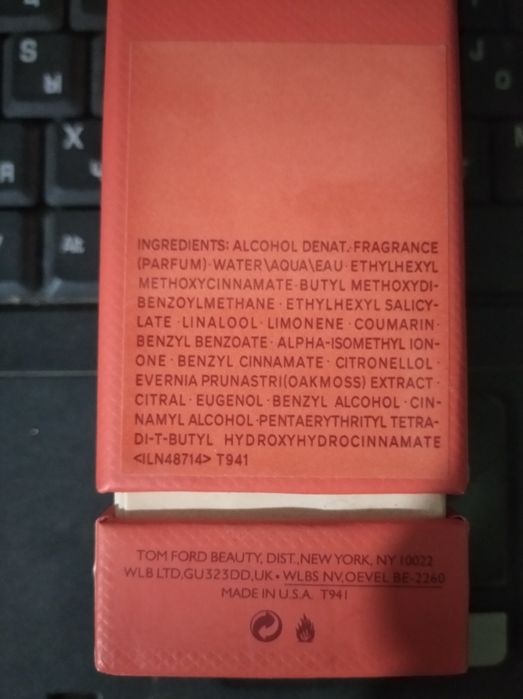 S
Ы
X
Я
Alt
J
О
INGREDIENTS: ALCOHOL DENAT.·FRAGRANCE
(PARFUM)·WATER\AQUA\EAU·ETHYLHEXYL
METHOXYCINNAMATE·BUTYL METHOXYDI-
BENZOYLMETHANE·ETHYLHEXYL SALICY-
LATE·LINALOOL·LIMONENE·COUMARIN·
BENZYL BENZOATE·ALPHA-ISOMETHYL ION-
ONE·BENZYL CINNAMATE·CITRONELLOL·
EVERNIA PRUNASTRI(OAKMOSS) EXTRACT·
CITRAL·EUGENOL·BENZYL ALCOHOL·CIN-
NAMYL ALCOHOL·PENTAERYTHRITYL TETRA-
DI-T-BUTYL HYDROXYHYDROCINNAMATE
<ILN48714> T941
TOM FORD BEAUTY, DIST.,NEW YORK, NY 10022
WLB LTD,GU323DD,UK• WLBS NV,OEVEL BE-2260
MADE IN U.S.A. T941